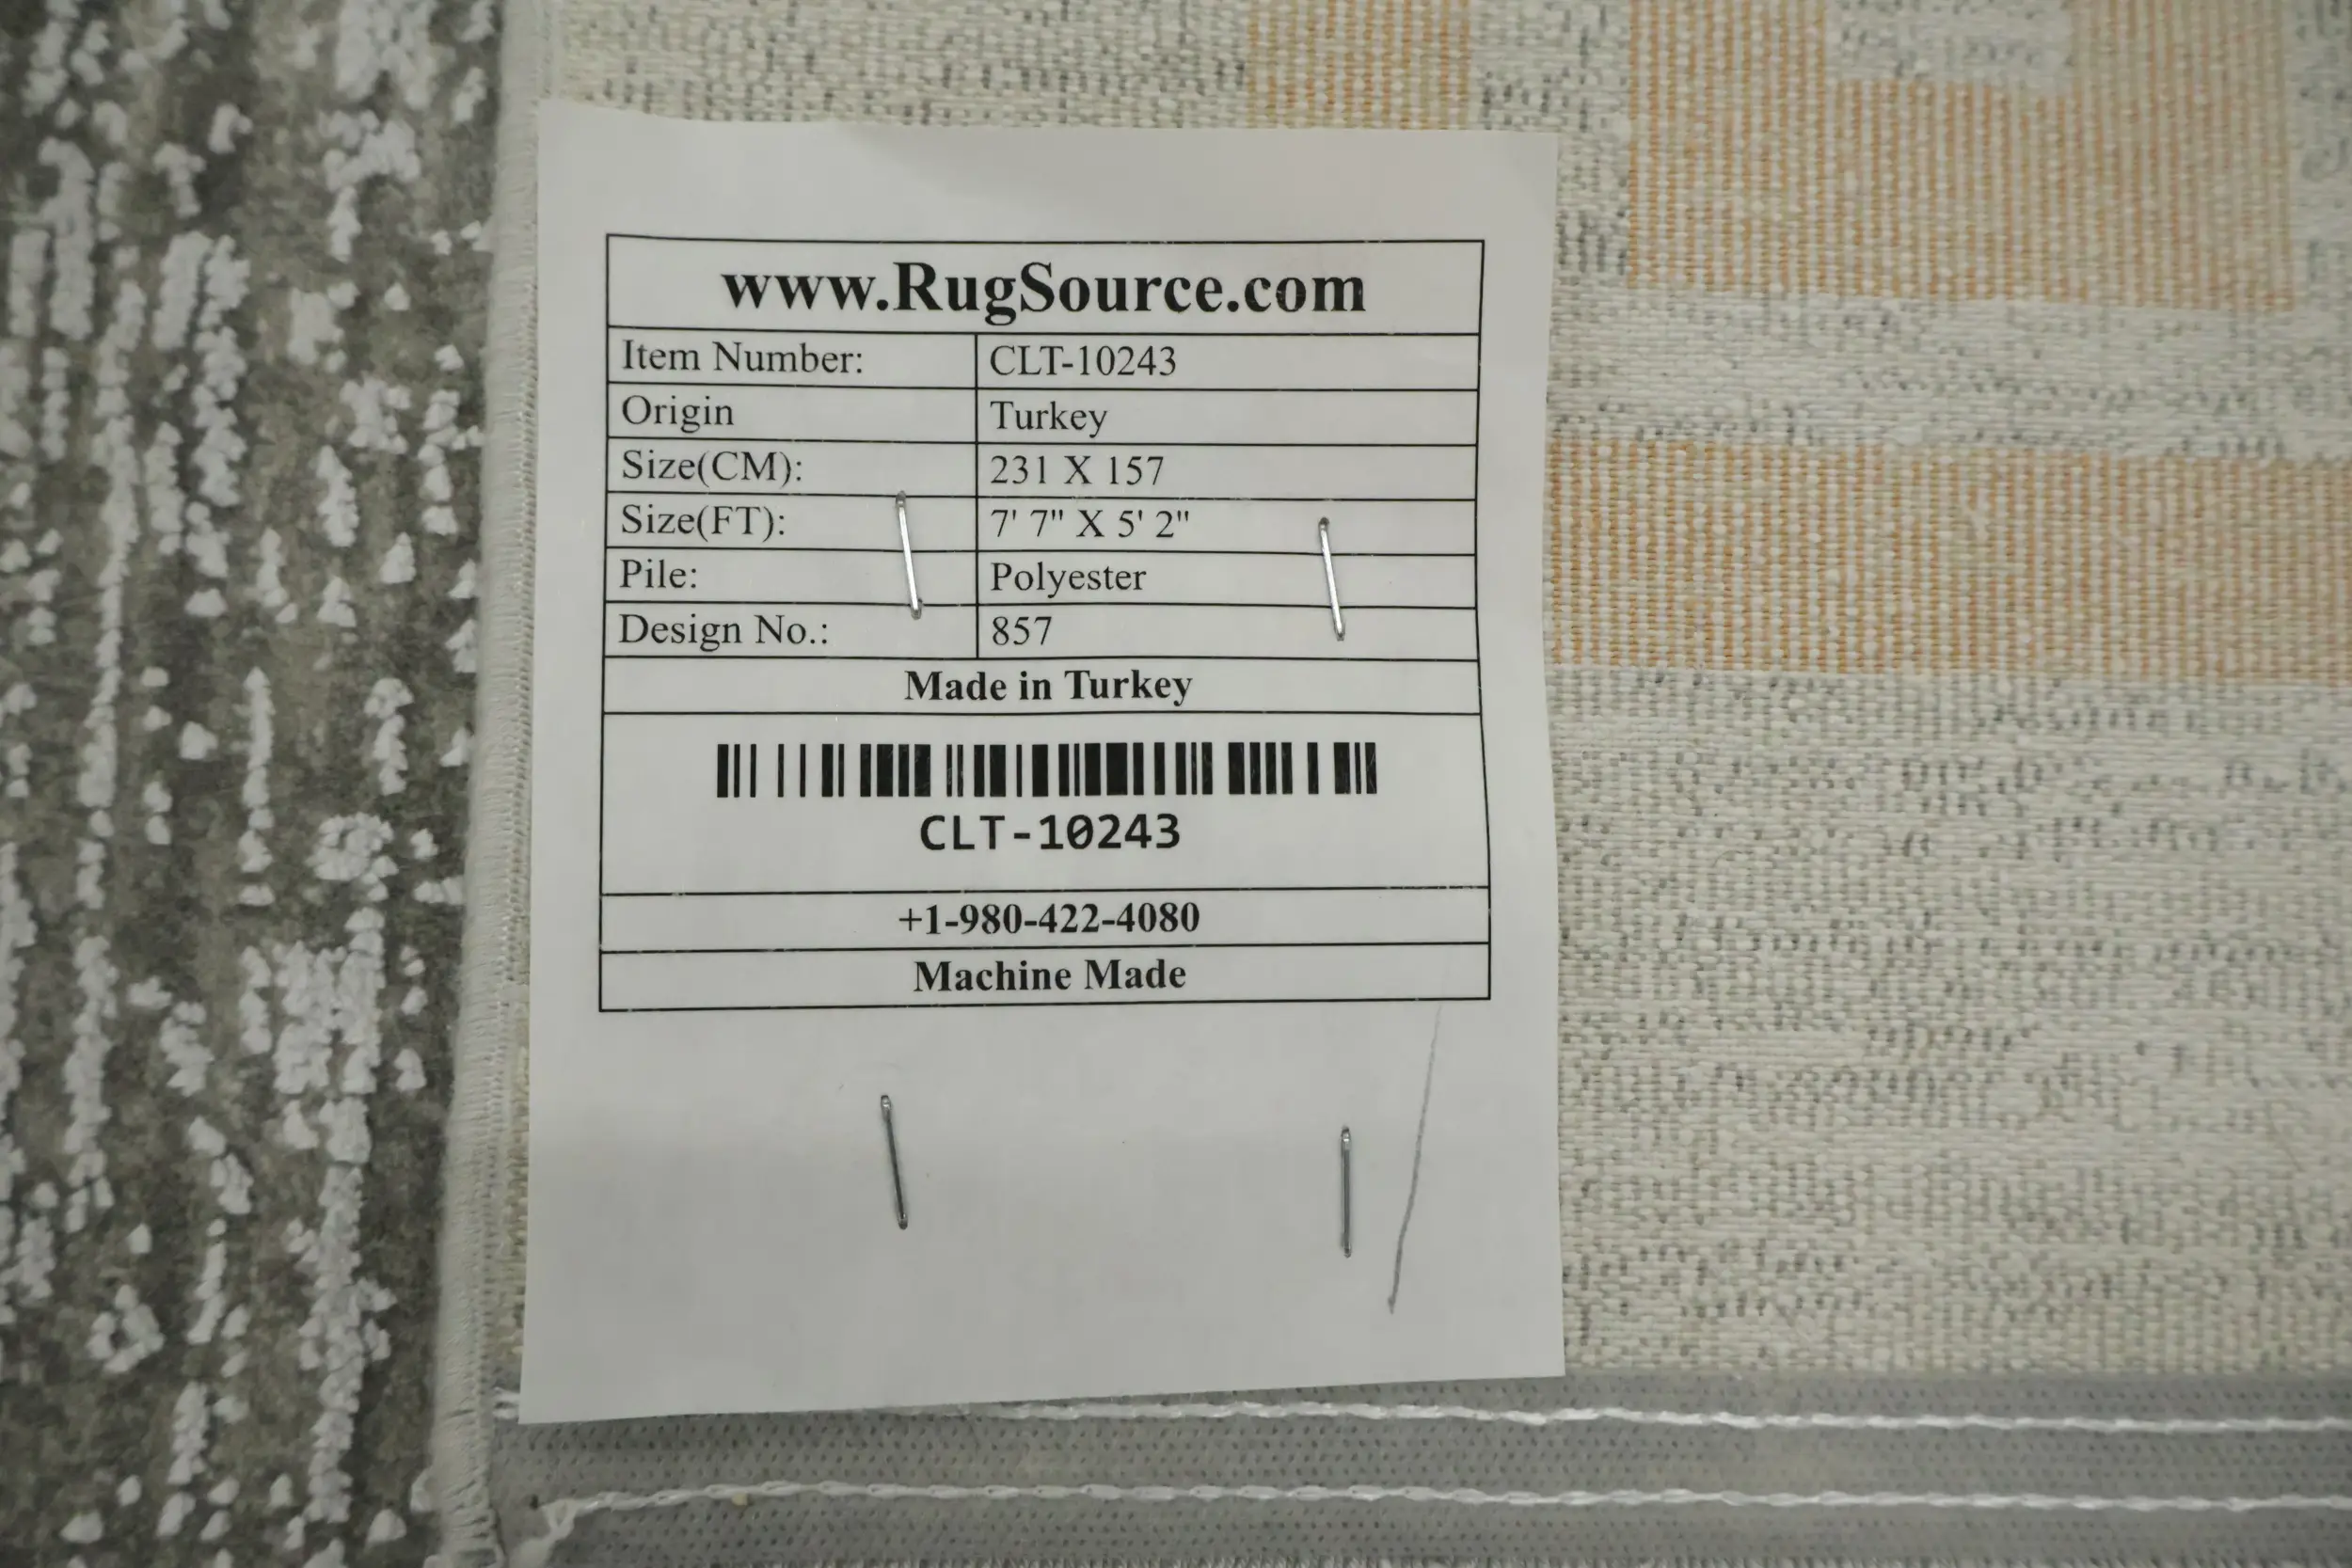 www.RugSource.com
Item Number: CLT-10243
Origin Turkey
Size(CM): 231 X 157
Size(FT): 7' 7" X 5' 2"
Pile: Polyester
Design No.: 857
Made in Turkey
CLT-10243
+1-980-422-4080
Machine Made